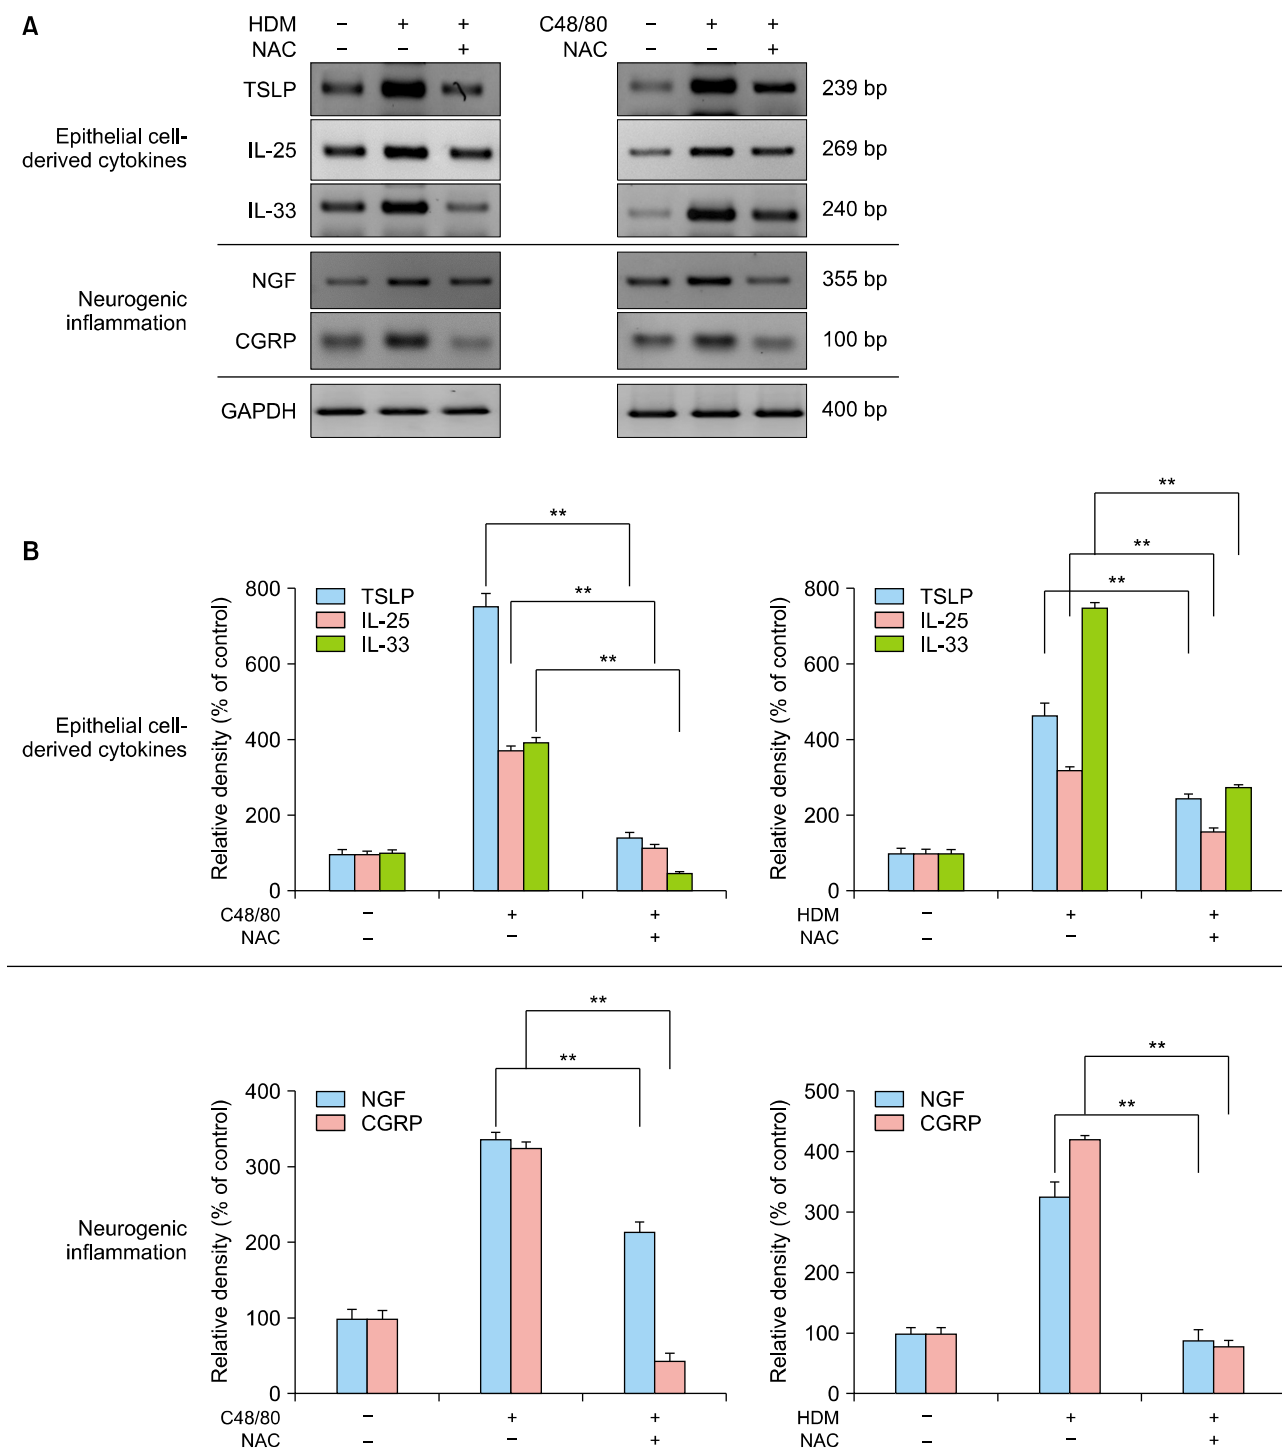 A
HDM − + +
NAC − − +
C48/80 − + +
NAC − − +
Epithelial cell-
derived cytokines
TSLP 239 bp
IL-25 269 bp
IL-33 240 bp
Neurogenic
inflammation
NGF 355 bp
CGRP 100 bp
GAPDH 400 bp
B
Epithelial cell-
derived cytokines
Relative density (% of control)
800
600
400
200
0
TSLP
IL-25
IL-33
**
**
**
C48/80 − + +
NAC − − +
Relative density (% of control)
800
600
400
200
0
TSLP
IL-25
IL-33
**
**
**
HDM − + +
NAC − − +
Neurogenic
inflammation
Relative density (% of control)
400
300
200
100
0
NGF
CGRP
**
**
C48/80 − + +
NAC − − +
Relative density (% of control)
500
400
300
200
100
0
NGF
CGRP
**
**
HDM − + +
NAC − − +